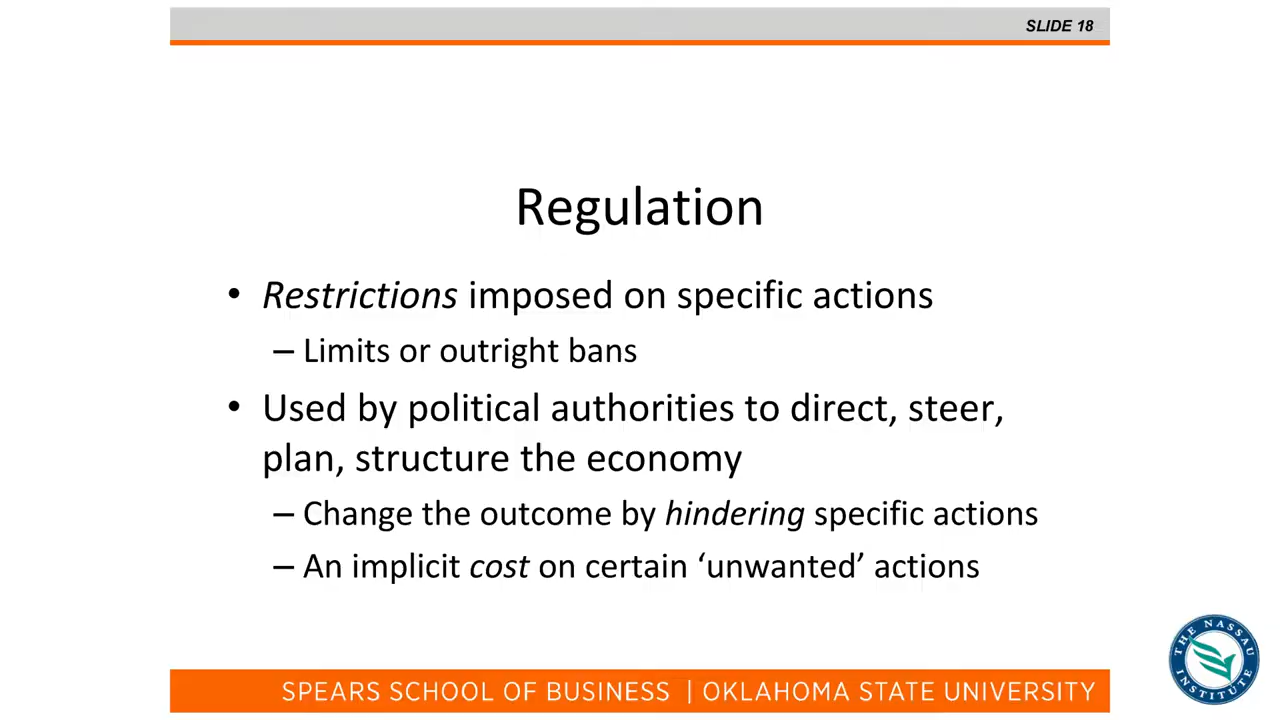 SLIDE 18
Regulation
• Restrictions imposed on specific actions
– Limits or outright bans
• Used by political authorities to direct, steer,
plan, structure the economy
– Change the outcome by hindering specific actions
– An implicit cost on certain ‘unwanted’ actions
THE NASSAU
INSTITUTE
SPEARS SCHOOL OF BUSINESS | OKLAHOMA STATE UNIVERSITY